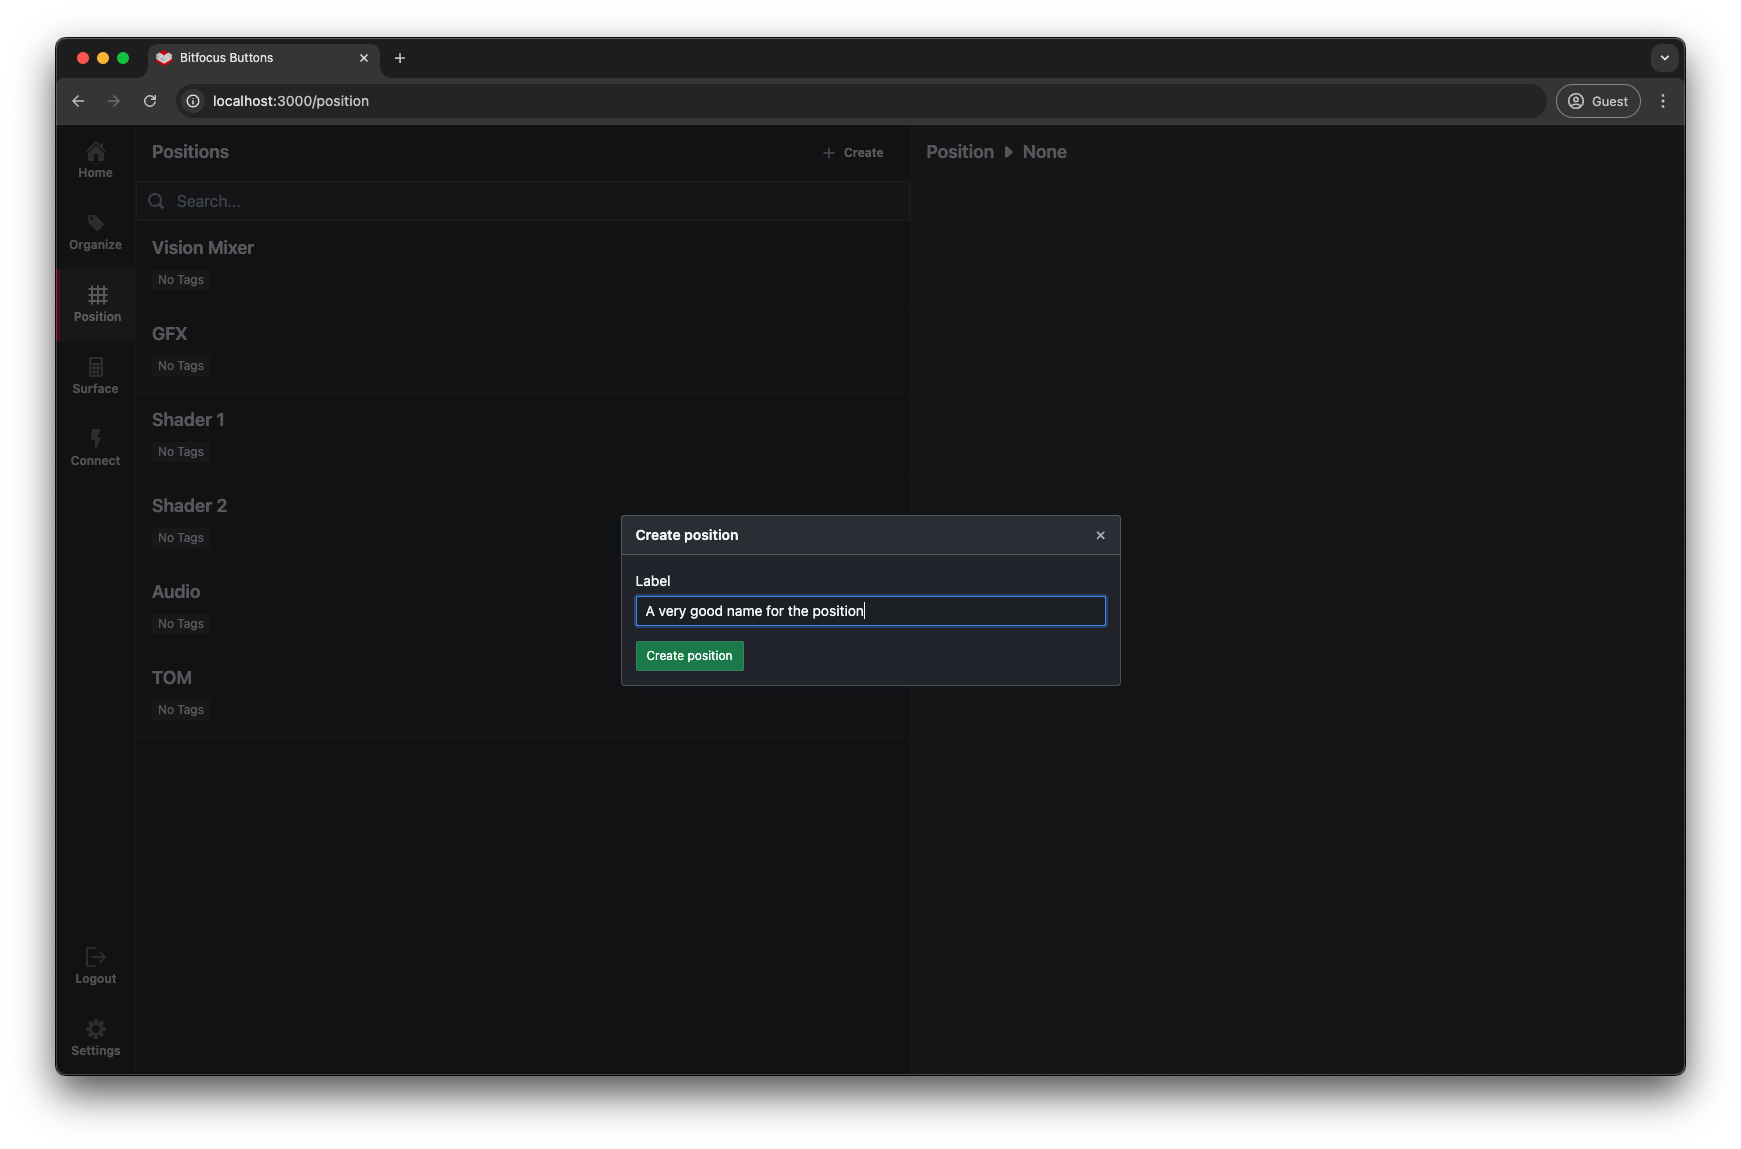 Bitfocus Buttons
localhost:3000/position
Guest
Home
Organize
Position
Surface
Connect
Logout
Settings
Positions
Create
Search...
Vision Mixer
No Tags
GFX
No Tags
Shader 1
No Tags
Shader 2
No Tags
Audio
No Tags
TOM
No Tags
Position None
Create position
Label
A very good name for the position
Create position